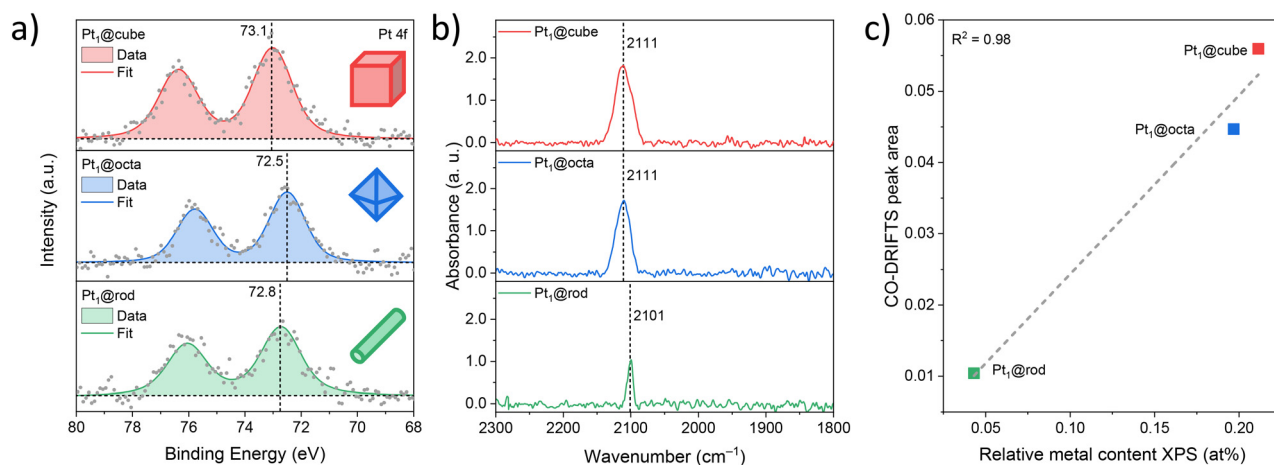 a)
Pt₁@cube
Data
Fit
73.1
Pt 4f
Pt₁@octa
Data
Fit
72.5
Pt₁@rod
Data
Fit
72.8
Intensity (a.u.)
80 78 76 74 72 70 68
Binding Energy (eV)
b)
Pt₁@cube
2111
2.0
1.0
0.0
Pt₁@octa
2111
2.0
1.0
0.0
Pt₁@rod
2101
2.0
1.0
0.0
Absorbance (a. u.)
2300 2200 2100 2000 1900 1800
Wavenumber (cm⁻¹)
c)
R² = 0.98
Pt₁@cube
Pt₁@octa
Pt₁@rod
0.06
0.05
0.04
0.03
0.02
0.01
CO-DRIFTS peak area
0.05 0.10 0.15 0.20
Relative metal content XPS (at%)